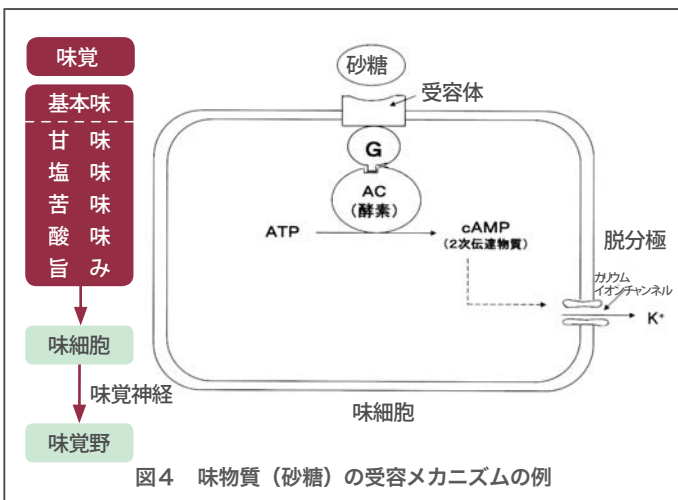 味覚
基本味
甘 味
塩 味
苦 味
酸 味
旨 み
味細胞
味覚神経
味覚野
砂糖
受容体
G
AC
(酵素)
ATP
cAMP
(2次伝達物質)
脱分極
カリウム
イオンチャンネル
K⁺
味細胞
図4 味物質(砂糖)の受容メカニズムの例